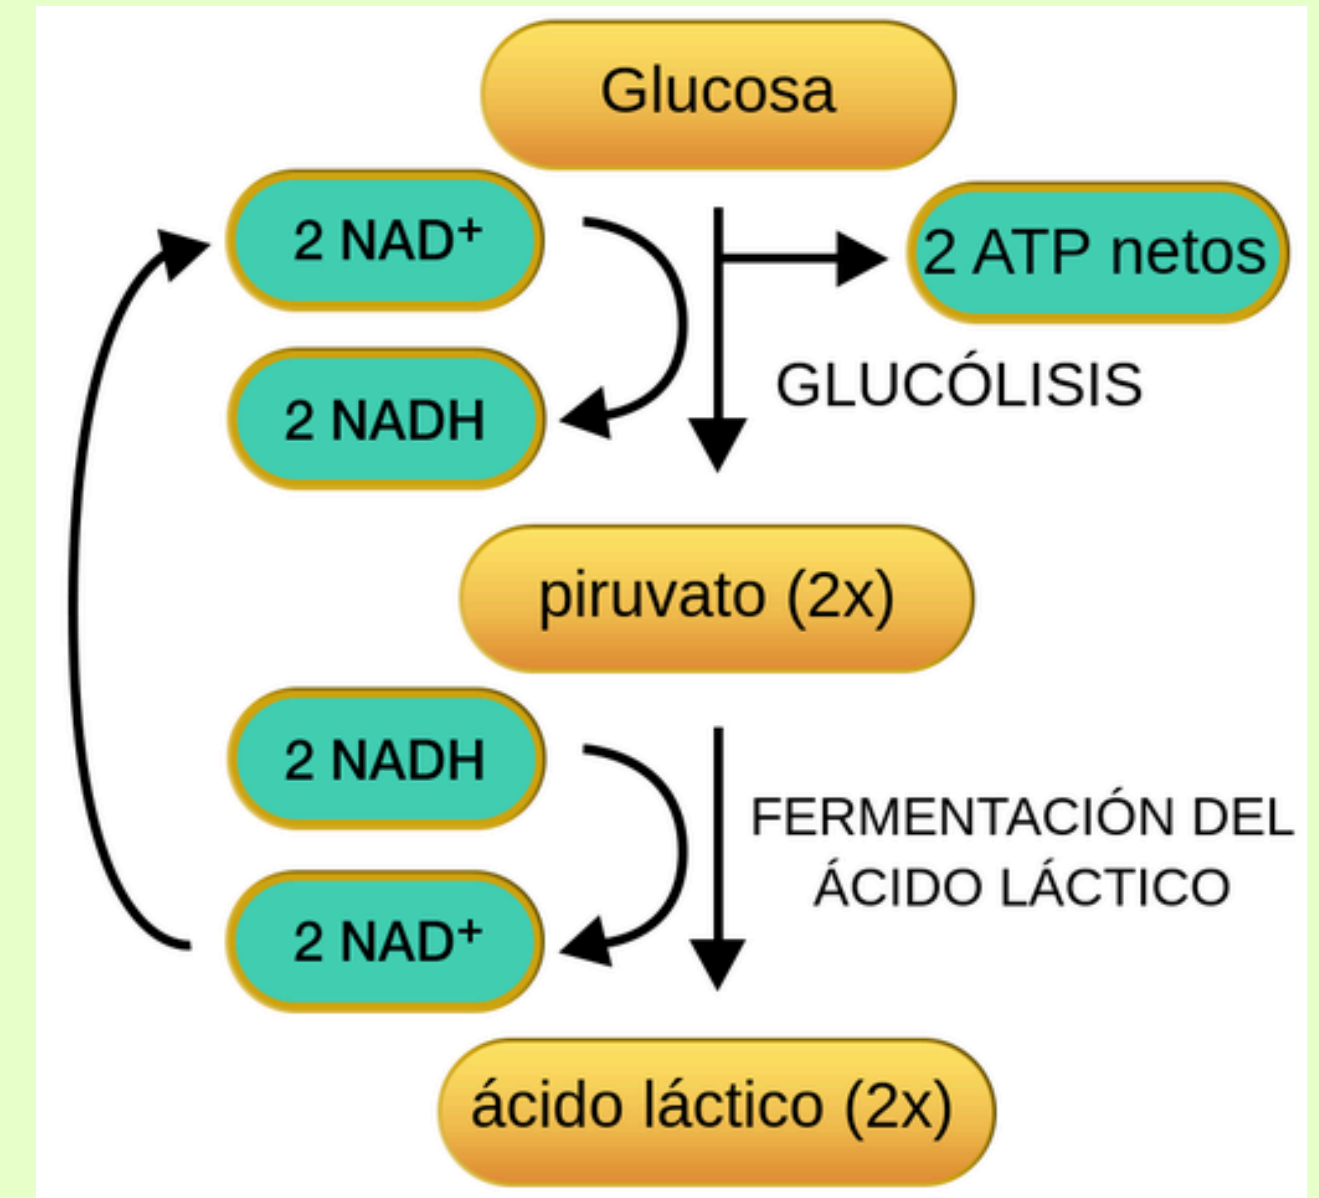 Glucosa
2 NAD⁺
2 ATP netos
2 NADH
GLUCÓLISIS
piruvato (2x)
2 NADH
FERMENTACIÓN DEL
ÁCIDO LÁCTICO
2 NAD⁺
ácido láctico (2x)